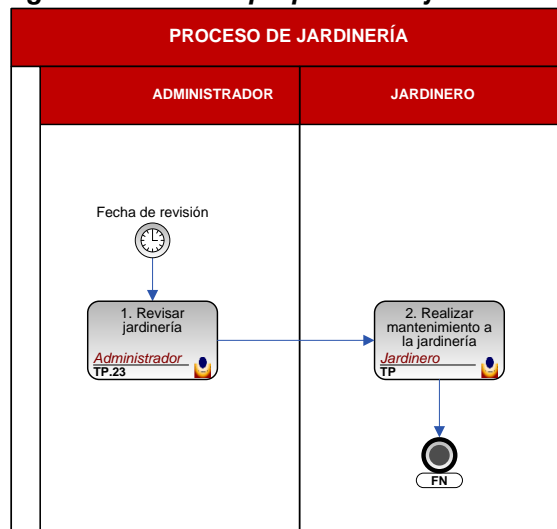 PROCESO DE JARDINERÍA
ADMINISTRADOR
JARDINERO
Fecha de revisión
1. Revisar
jardinería
Administrador
TP.23
2. Realizar
mantenimiento a
la jardinería
Jardinero
TP
FN